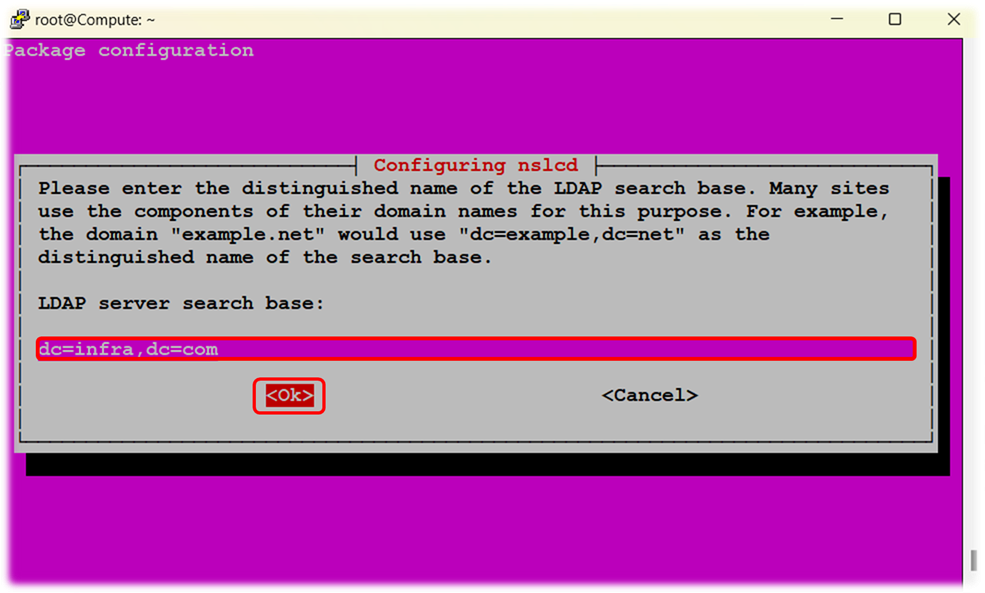 root@Compute: ~
Package configuration
Configuring nslcd
Please enter the distinguished name of the LDAP search base. Many sites
use the components of their domain names for this purpose. For example,
the domain "example.net" would use "dc=example,dc=net" as the
distinguished name of the search base.
LDAP server search base:
dc=infra,dc=com
<Ok> <Cancel>